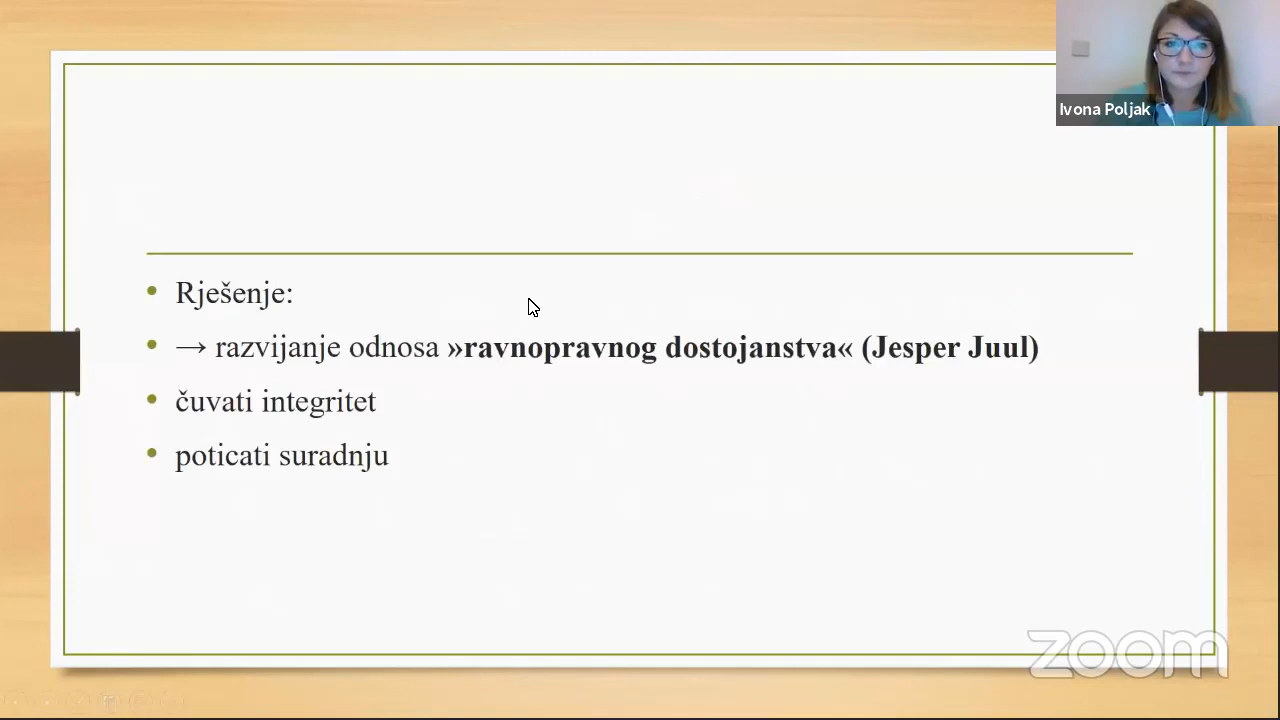 Ivona Poljak
Rješenje:
→ razvijanje odnosa »ravnopravnog dostojanstva« (Jesper Juul)
čuvati integritet
poticati suradnju
zoom